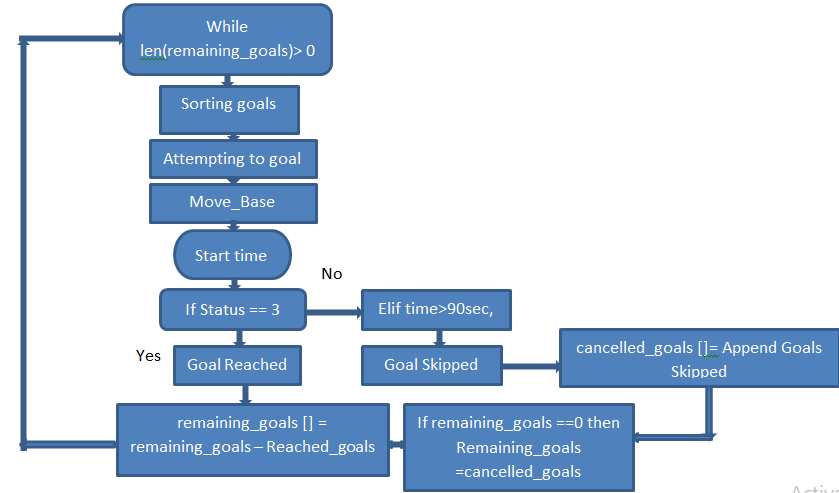 While
len(remaining_goals)> 0
Sorting goals
Attempting to goal
Move_Base
Start time
No
If Status == 3
Elif time>90sec,
Yes
Goal Reached
Goal Skipped
cancelled_goals []= Append Goals
Skipped
remaining_goals [] =
remaining_goals – Reached_goals
If remaining_goals ==0 then
Remaining_goals
=cancelled_goals